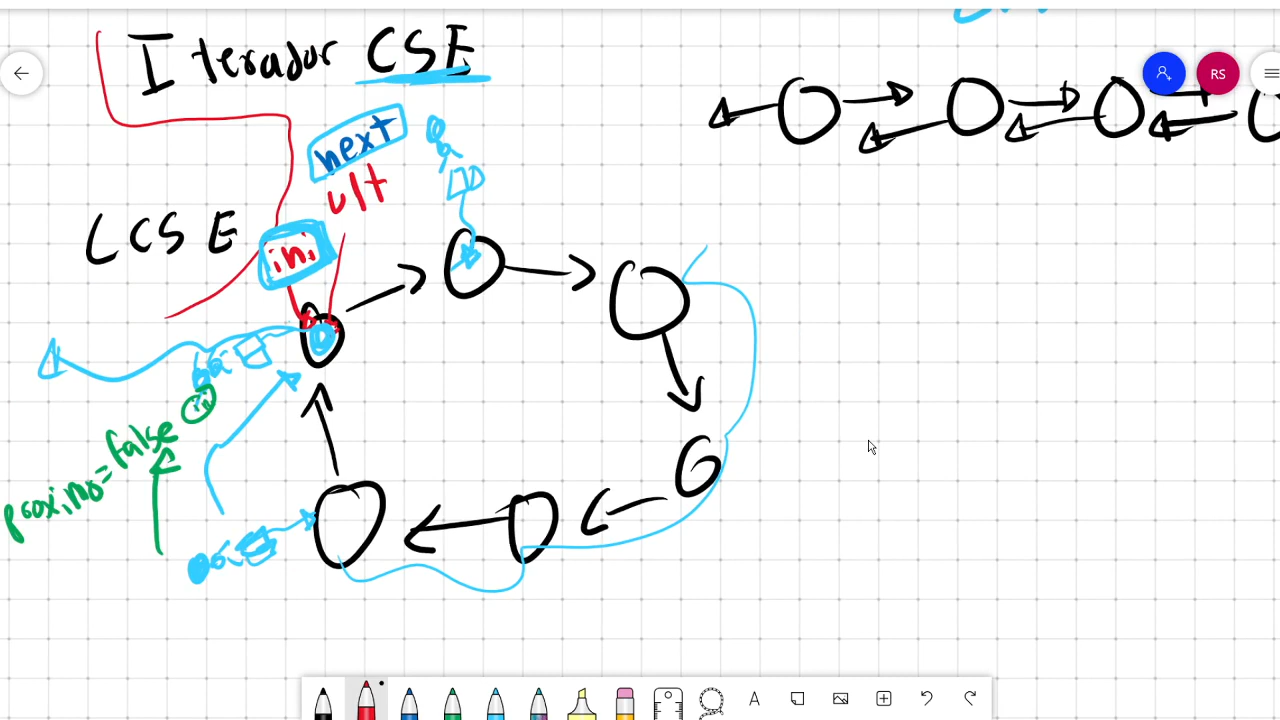 Iterador CSE
RS
next
ult
LCSE
ini
proximo=false
A